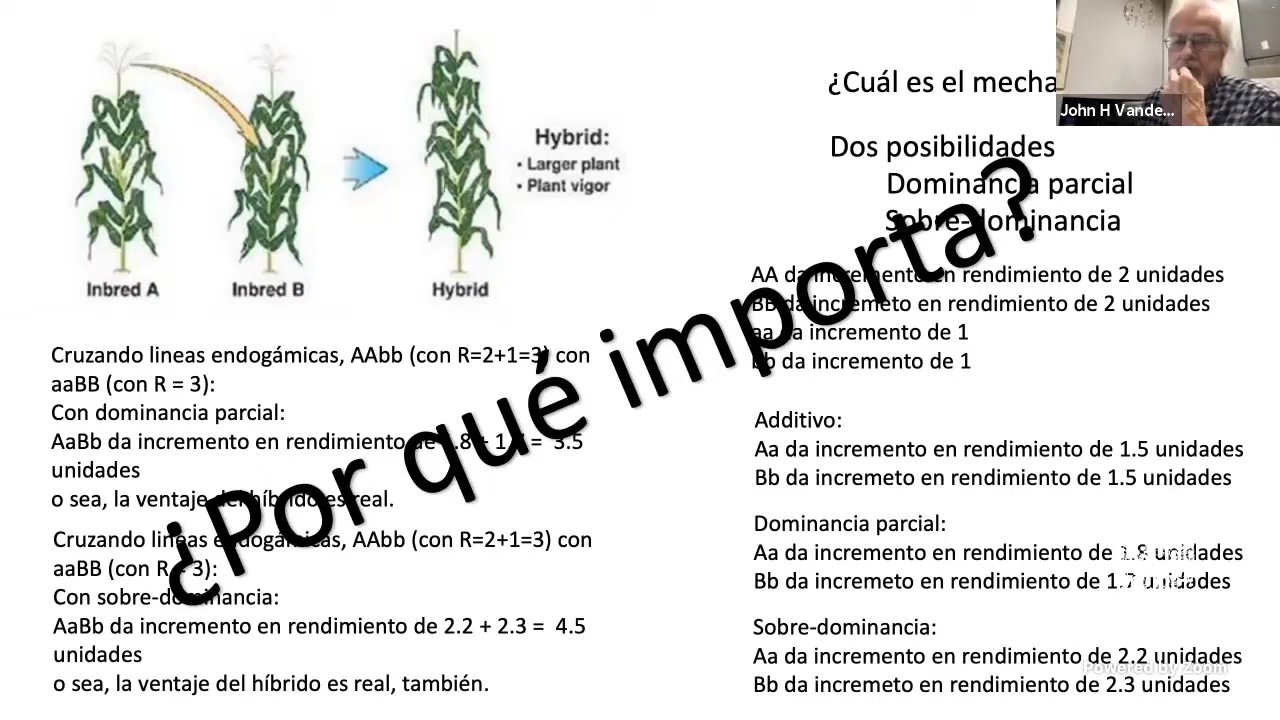 Hybrid:
• Larger plant
• Plant vigor
Inbred A
Inbred B
Hybrid
Cruzando lineas endogámicas, AAbb (con R=2+1=3) con
aaBB (con R = 3):
Con dominancia parcial:
AaBb da incremento en rendimiento de = 3.5
unidades
o sea, la ventaje del híbrido es real.
Cruzando lineas endogámicas, AAbb (con R=2+1=3) con
aaBB (con R = 3):
Con sobre-dominancia:
AaBb da incremento en rendimiento de 2.2 + 2.3 = 4.5
unidades
o sea, la ventaje del híbrido es real, también.
¿Por qué importa?
¿Cuál es el mecha
Dos posibilidades
Dominancia parcial
Sobre-dominancia
AA da incremento en rendimiento de 2 unidades
BB da incremeto en rendimiento de 2 unidades
aa da incremento de 1
bb da incremento de 1
Additivo:
Aa da incremento en rendimiento de 1.5 unidades
Bb da incremeto en rendimiento de 1.5 unidades
Dominancia parcial:
Aa da incremento en rendimiento de 1.8 unidades
Bb da incremeto en rendimiento de 1.7 unidades
Sobre-dominancia:
Aa da incremento en rendimiento de 2.2 unidades
Bb da incremeto en rendimiento de 2.3 unidades
John H Vande...
Powered by Zoom